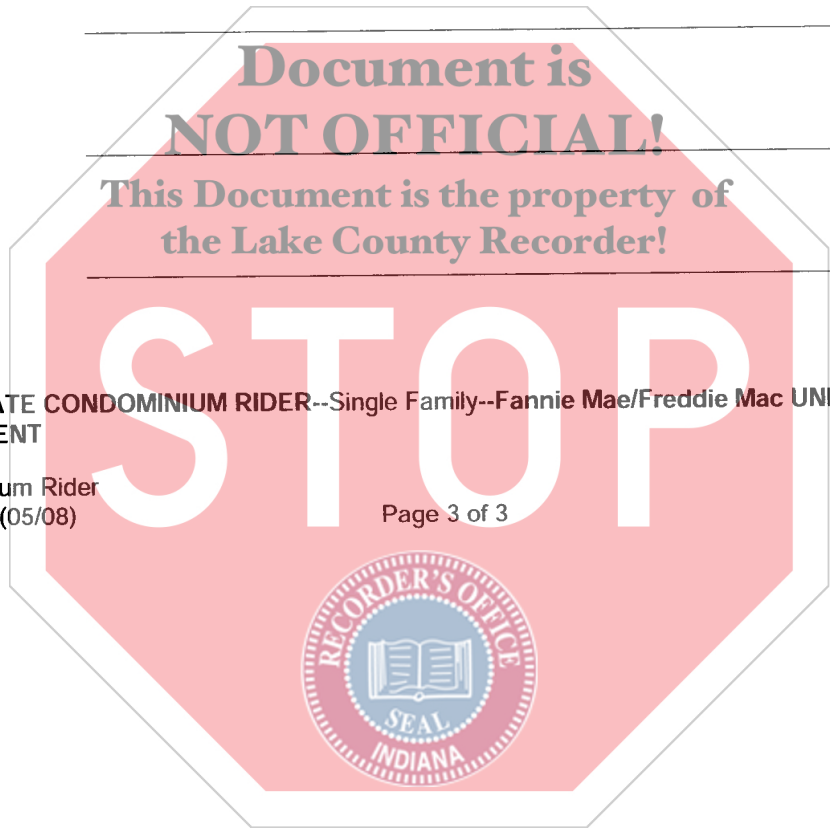 Document is
NOT OFFICIAL!
This Document is the property of
the Lake County Recorder!
STOP
ATE CONDOMINIUM RIDER--Single Family--Fannie Mae/Freddie Mac UNI
ENT
um Rider
(05/08) Page 3 of 3
RECORDER'S OFFICE
SEAL
INDIANA